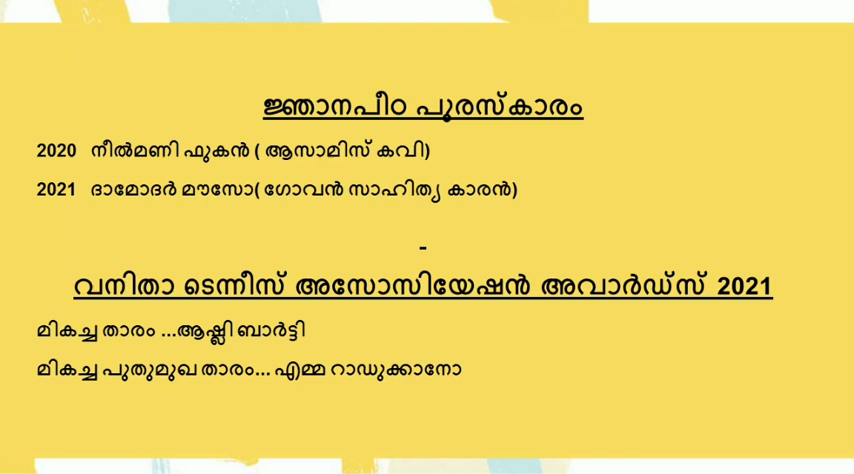 ജ്ഞാനപീഠ പുരസ്കാരം
2020 നീൽമണി ഫുകൻ ( ആസാമിസ് കവി)
2021 ദാമോദർ മൗസോ( ഗോവൻ സാഹിത്യ കാരൻ)
-
വനിതാ ടെന്നീസ് അസോസിയേഷൻ അവാർഡ്സ് 2021
മികച്ച താരം ...ആഷ്ലി ബാർട്ടി
മികച്ച പുതുമുഖ താരം... എമ്മ റാഡുക്കാനോ